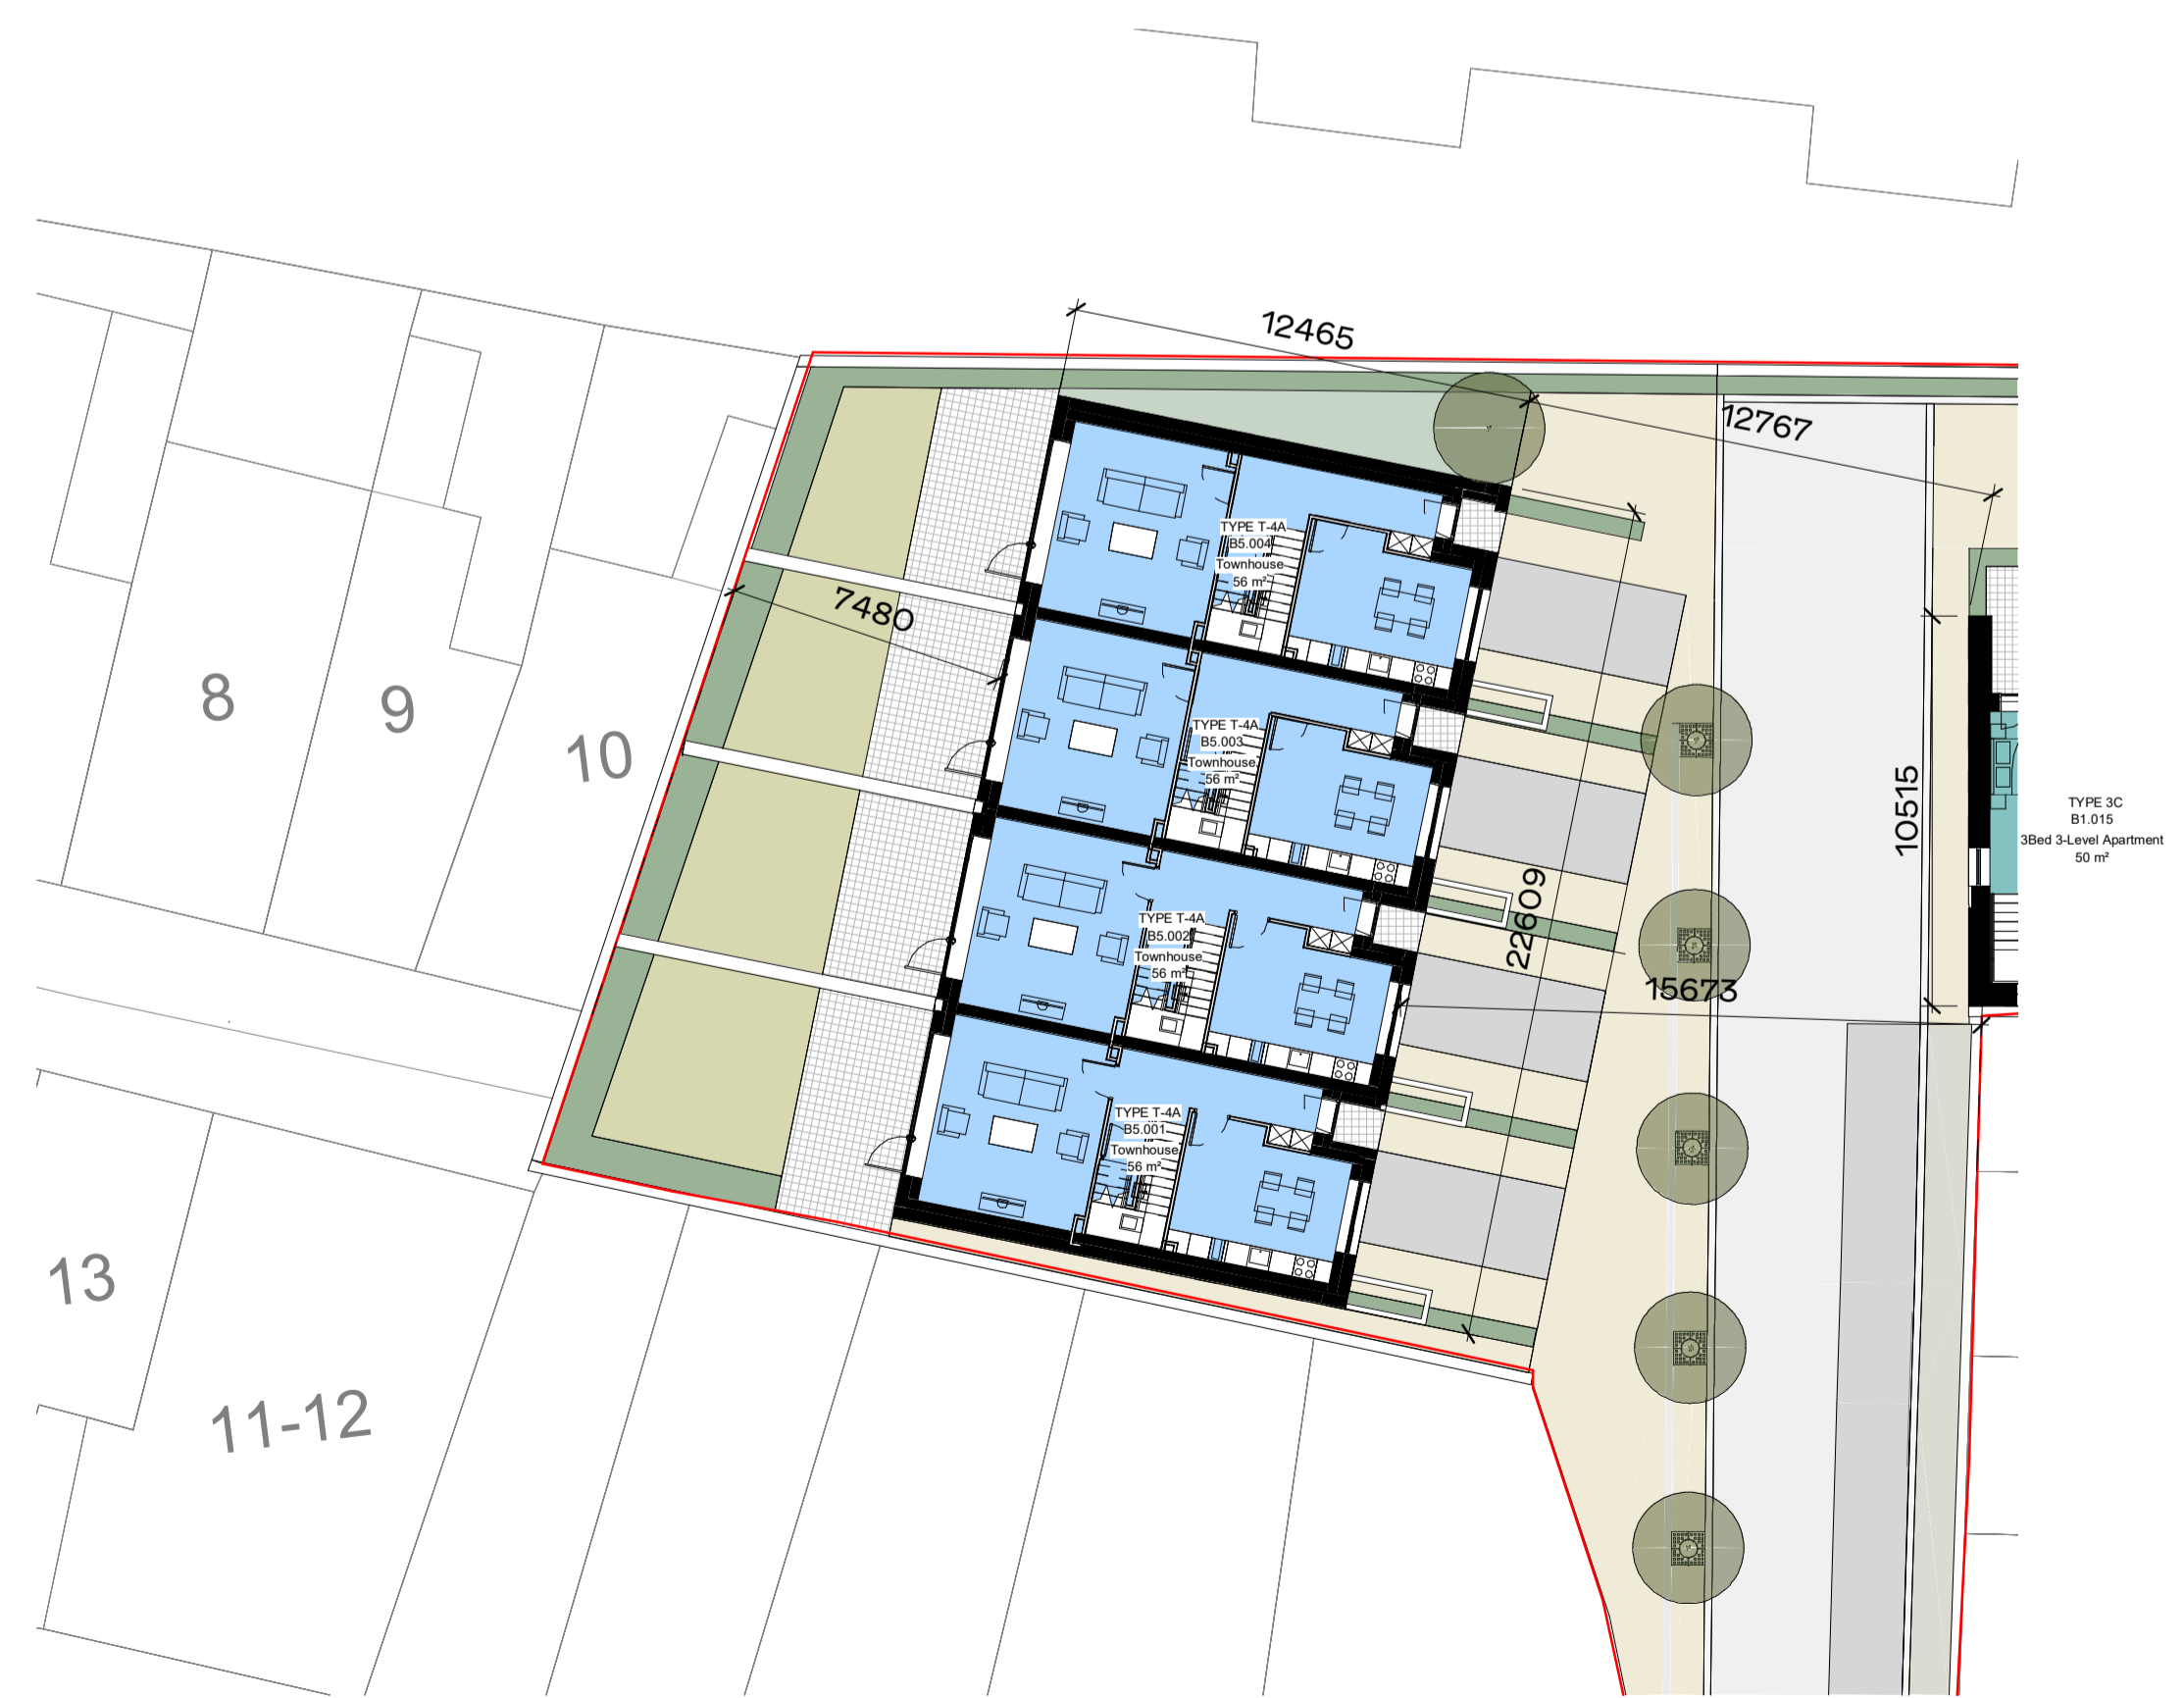 12465
12767
TYPE T-4A
B5.004
Townhouse
56 m²
7480
8
9
10
TYPE T-4A
B5.003
Townhouse
56 m²
10515
TYPE 3C
B1.015
3Bed 3-Level Apartment
50 m²
22609
TYPE T-4A
B5.002
Townhouse
56 m²
15673
TYPE T-4A
B5.001
Townhouse
56 m²
13
11-12